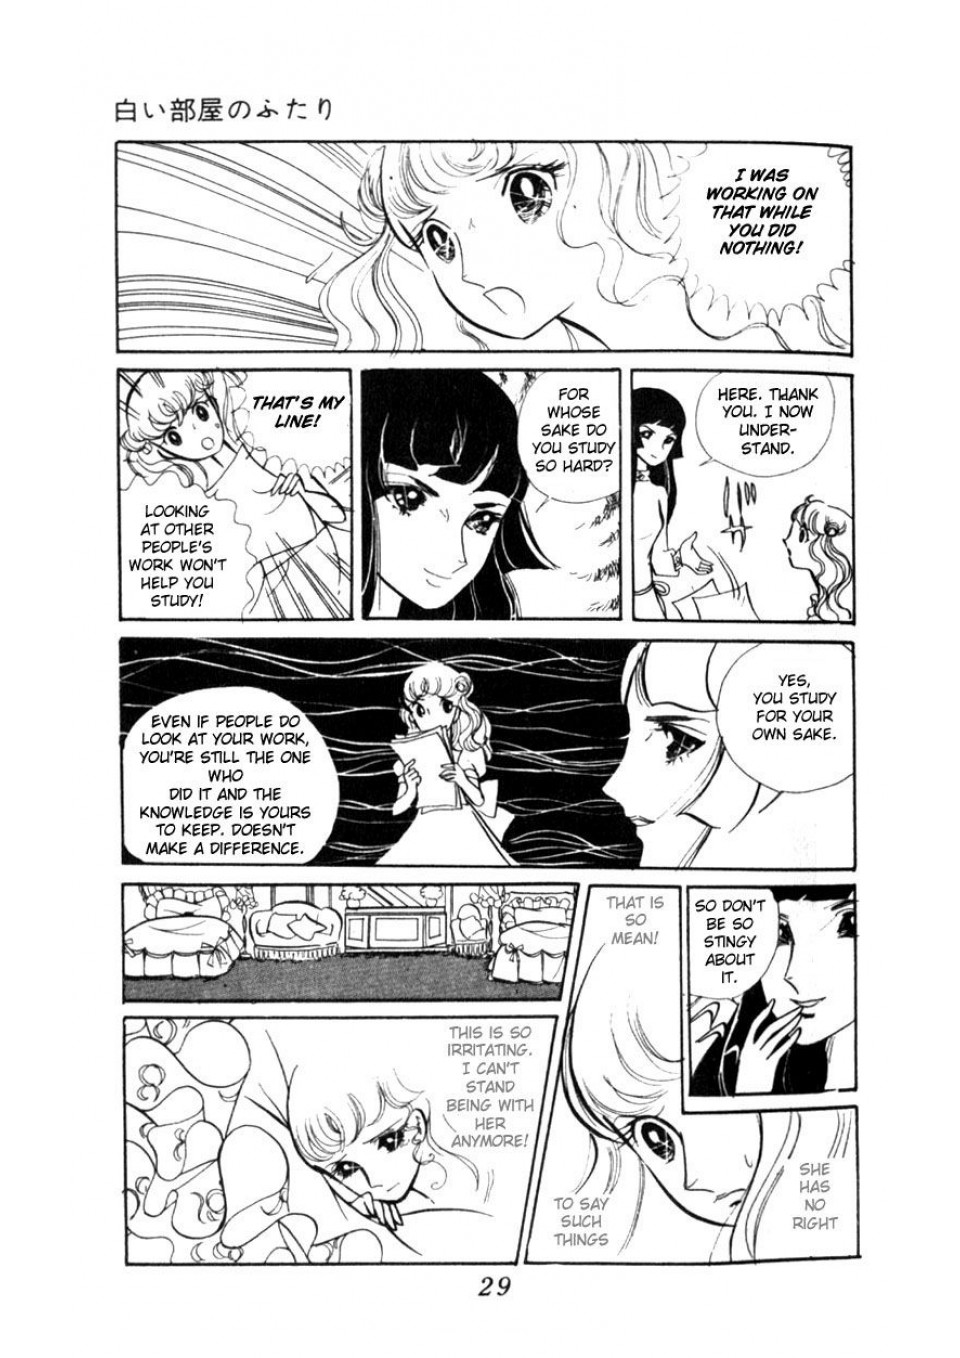 白い部屋のふたり
I WAS
WORKING ON
THAT WHILE
YOU DID
NOTHING!
HERE. THANK
YOU. I NOW
UNDER-
STAND.
FOR
WHOSE
SAKE DO
YOU STUDY
SO HARD?
THAT'S MY
LINE!
LOOKING
AT OTHER
PEOPLE'S
WORK WON'T
HELP YOU
STUDY!
YES,
YOU STUDY
FOR YOUR
OWN SAKE.
EVEN IF PEOPLE DO
LOOK AT YOUR WORK,
YOU'RE STILL THE ONE
WHO
DID IT AND THE
KNOWLEDGE IS YOURS
TO KEEP. DOESN'T
MAKE A DIFFERENCE.
SO DON'T
BE SO
STINGY
ABOUT
IT.
THAT IS
SO
MEAN!
SHE
HAS
NO
RIGHT
TO SAY
SUCH
THINGS
THIS IS SO
IRRITATING.
I CAN'T
STAND
BEING WITH
HER
ANYMORE!
29